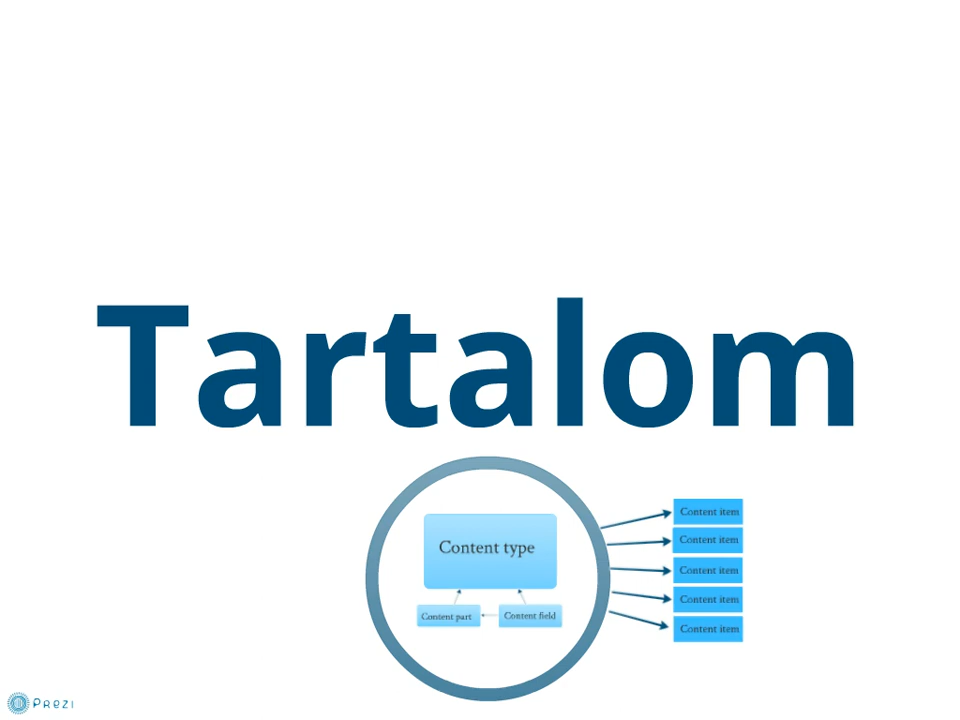 Tartalom
Content type
Content part
Content field
Content item
Content item
Content item
Content item
Content item
Prezi